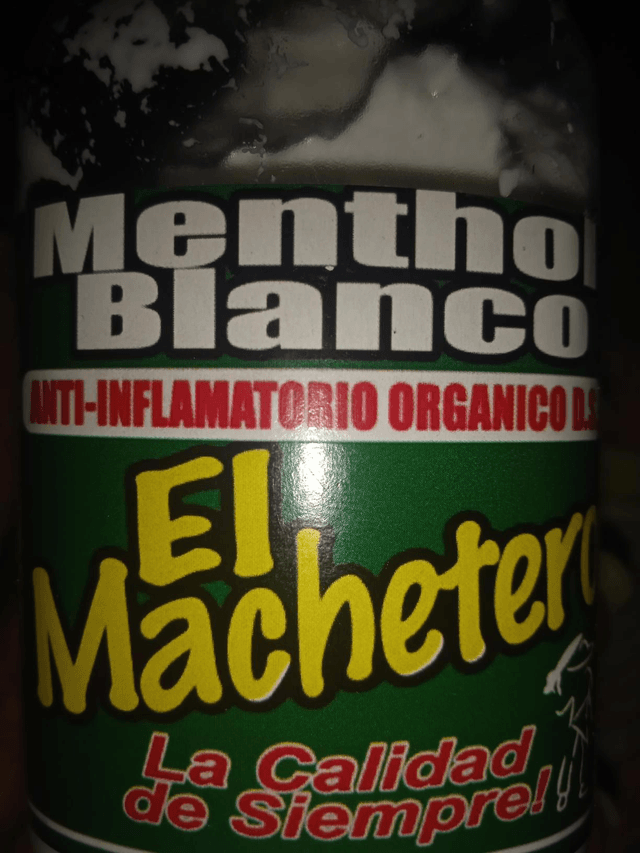 Menthol
Blanco
ANTI-INFLAMATORIO ORGANICO
El
Machetero
La Calidad
de Siempre!